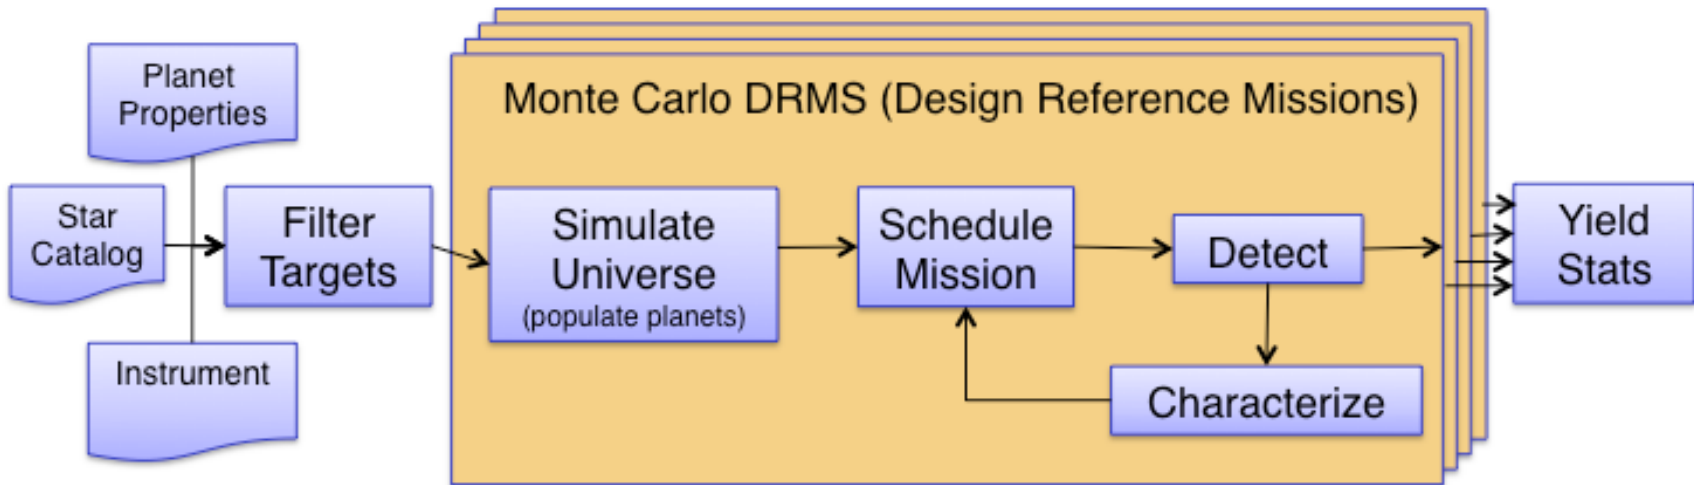 Planet
Properties
Star
Catalog
Instrument
Filter
Targets
Monte Carlo DRMS (Design Reference Missions)
Simulate
Universe
(populate planets)
Schedule
Mission
Detect
Characterize
Yield
Stats